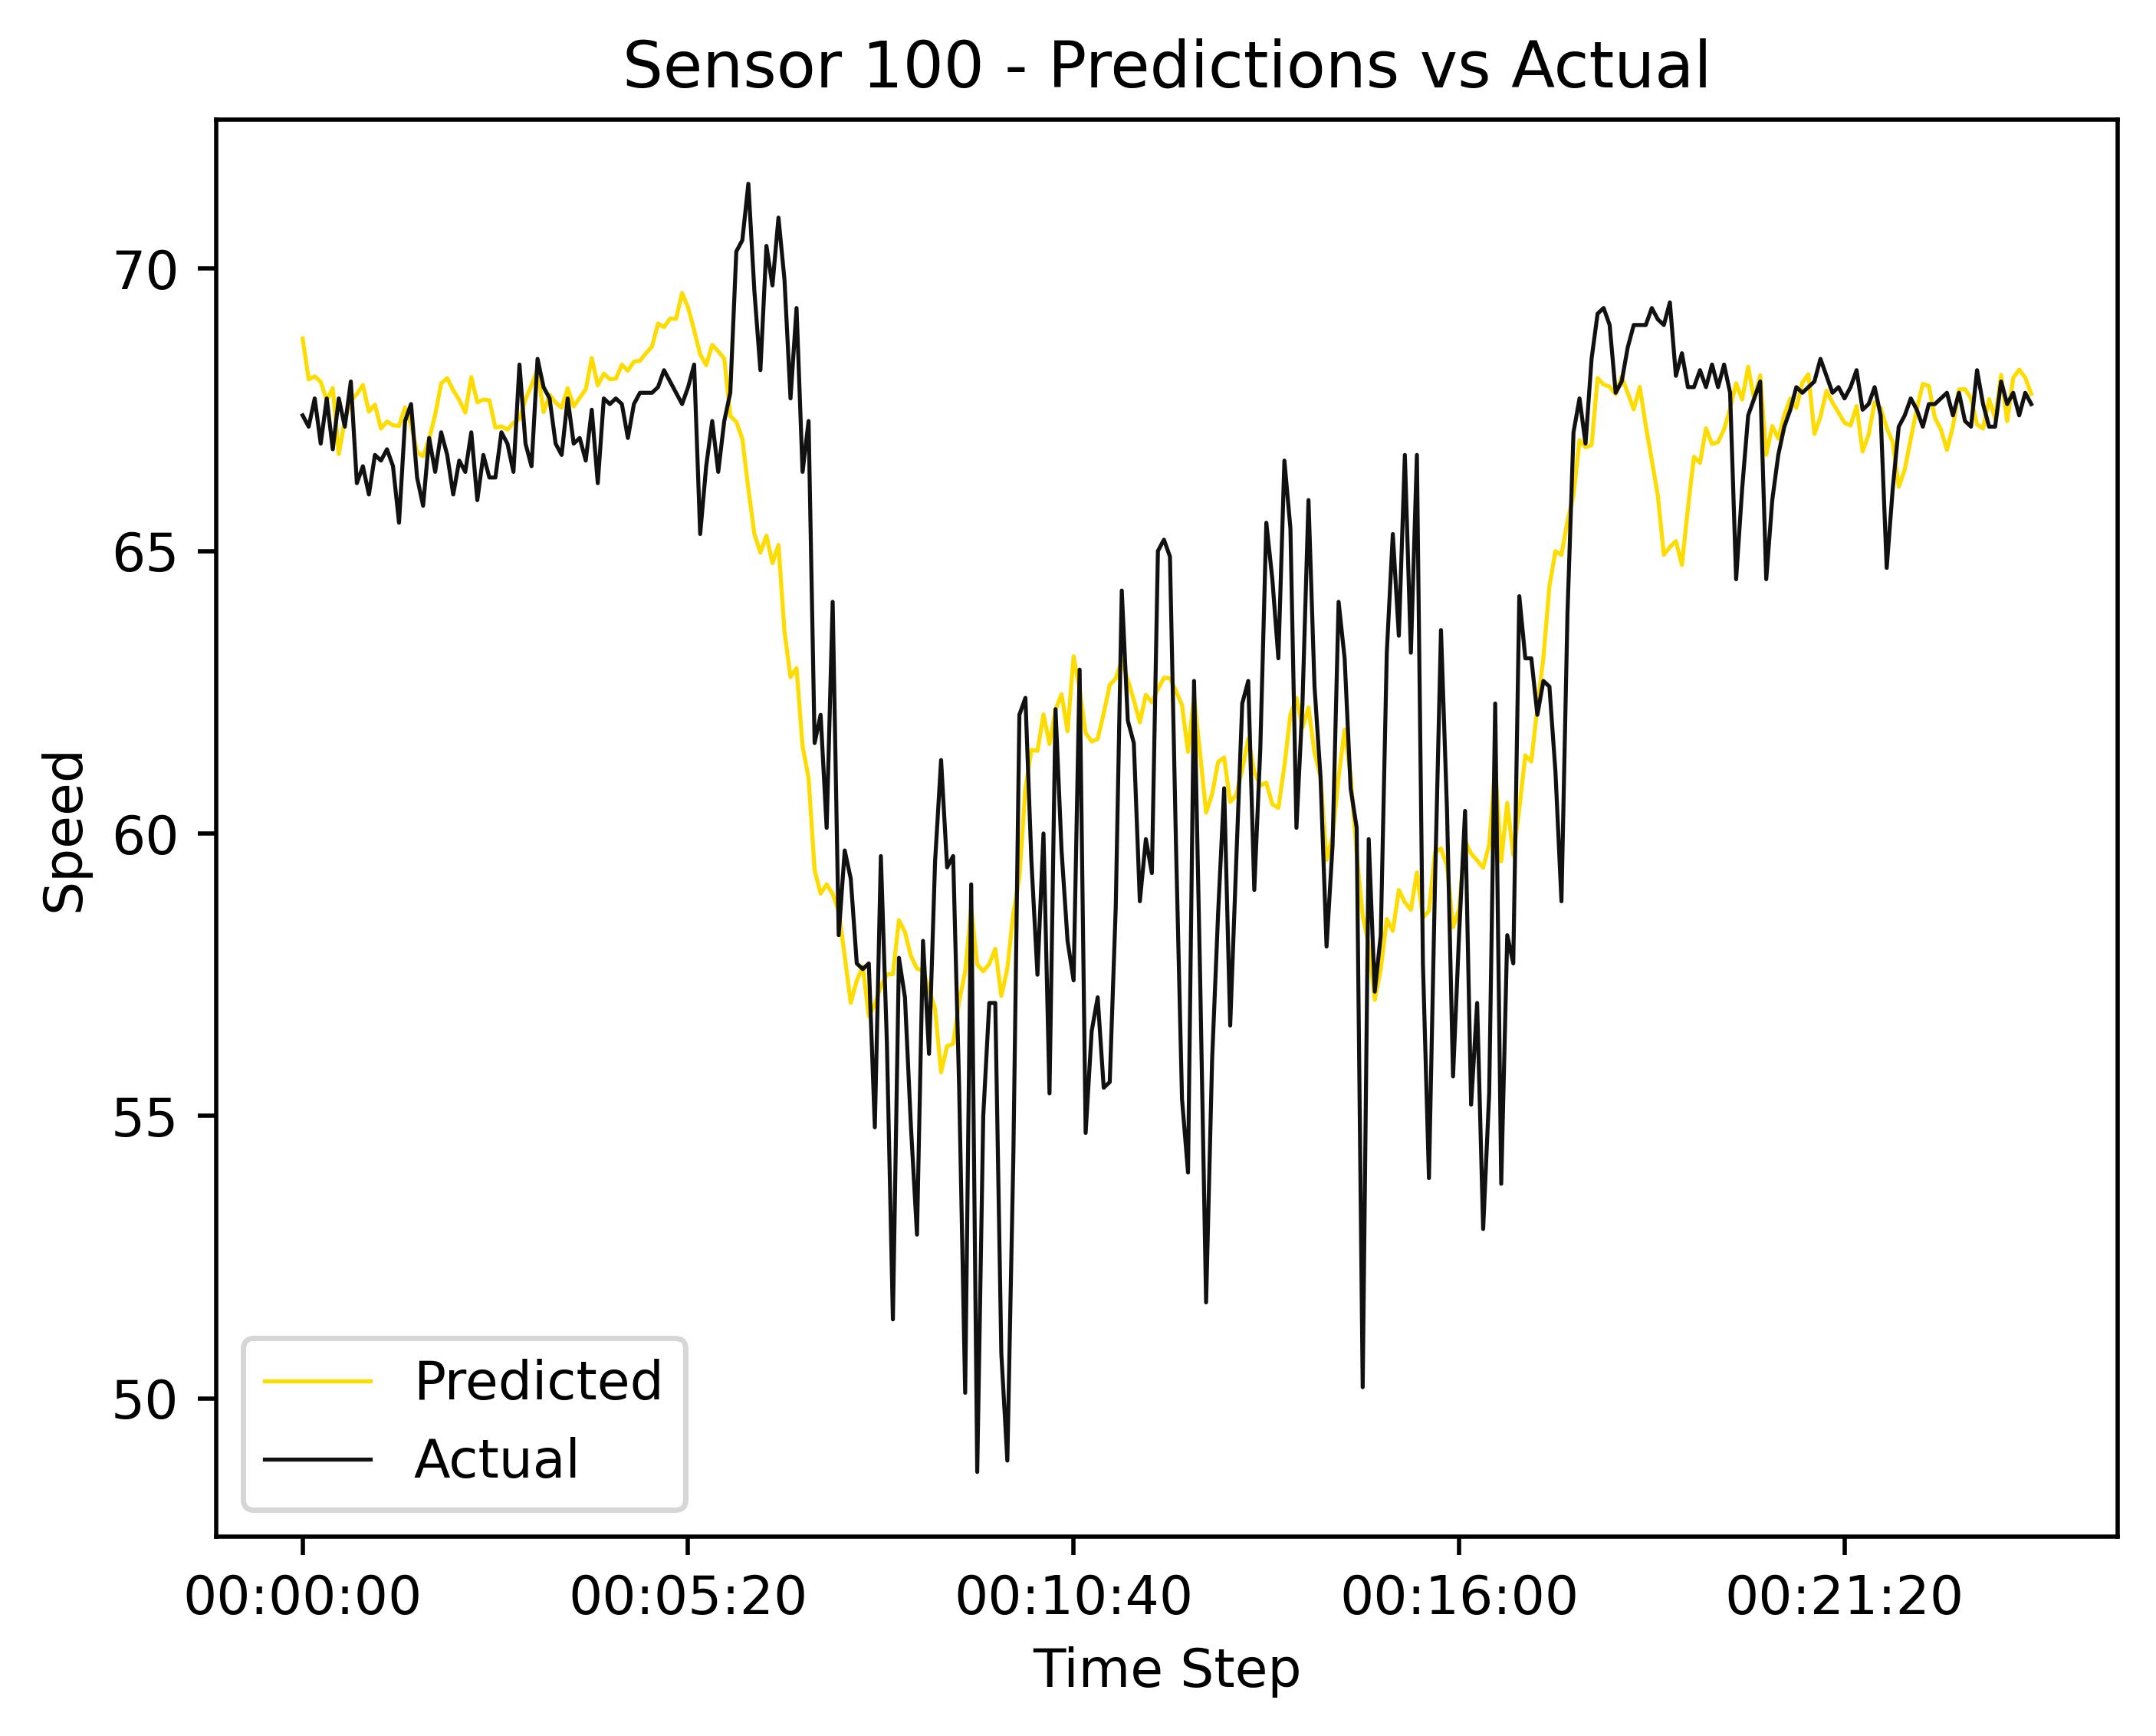 Sensor 100 - Predictions vs Actual
Speed
70
65
60
55
50
Predicted
Actual
00:00:00 00:05:20 00:10:40 00:16:00 00:21:20
Time Step